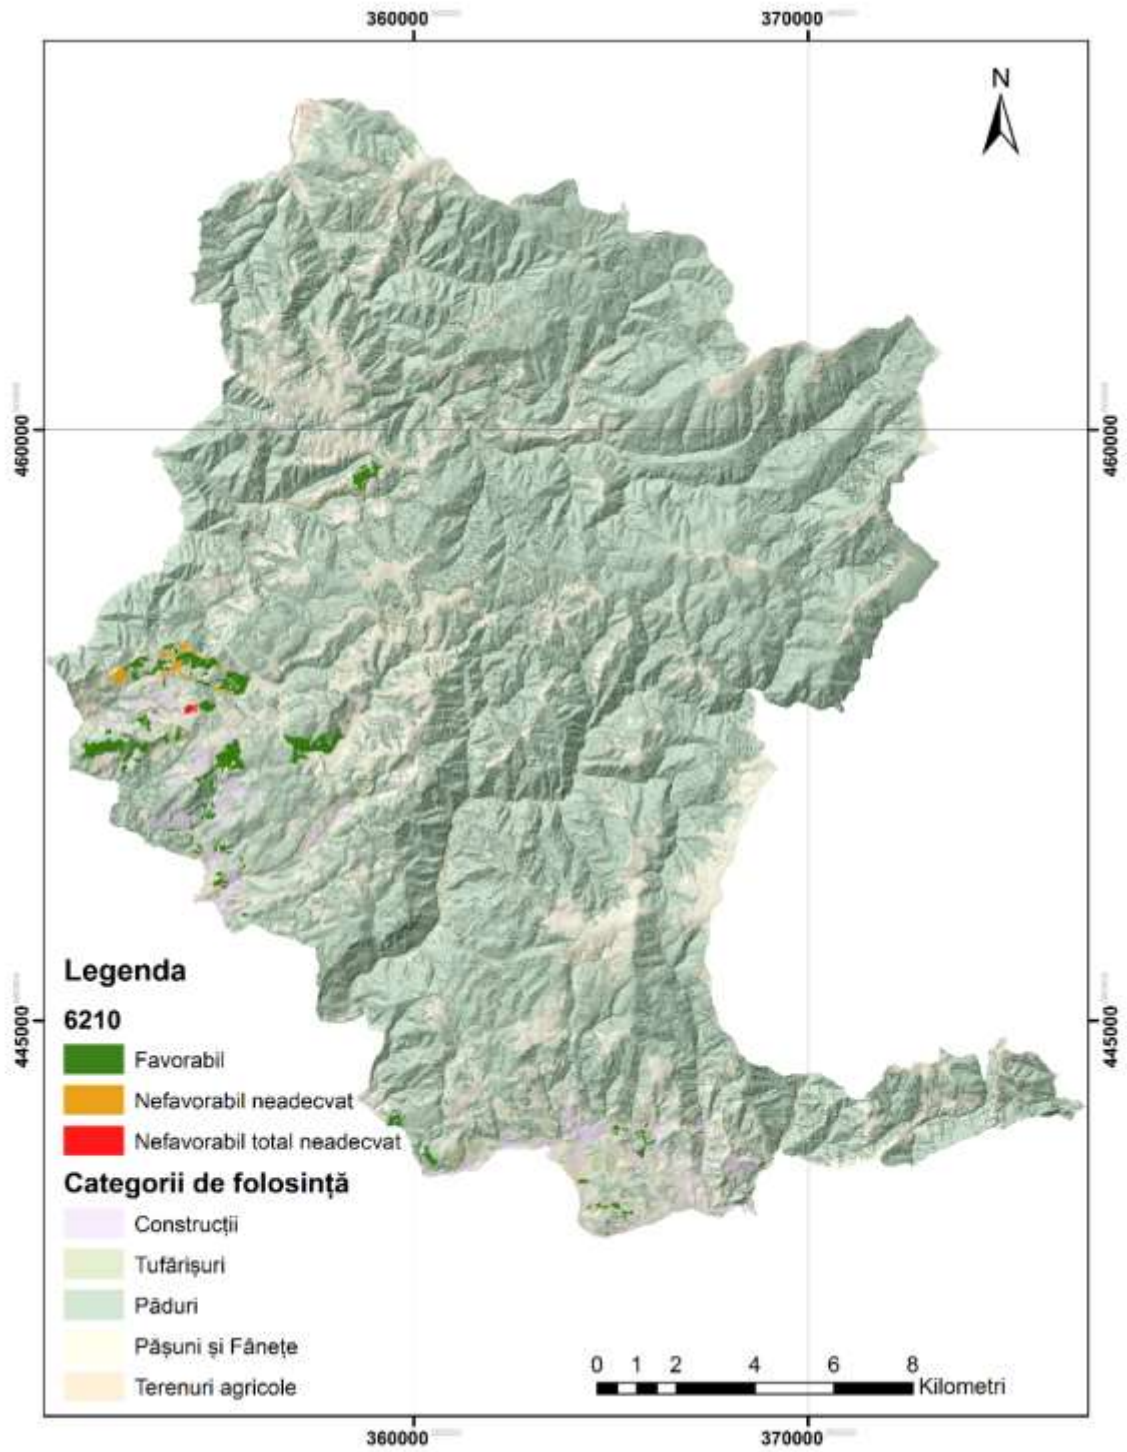 360000
370000
N
460000
460000
Legenda
6210
Favorabil
Nefavorabil neadecvat
Nefavorabil total neadecvat
Categorii de folosință
Construcții
Tufărișuri
Păduri
Pășuni și Fânețe
Terenuri agricole
445000
445000
0 1 2 4 6 8
Kilometri
360000
370000